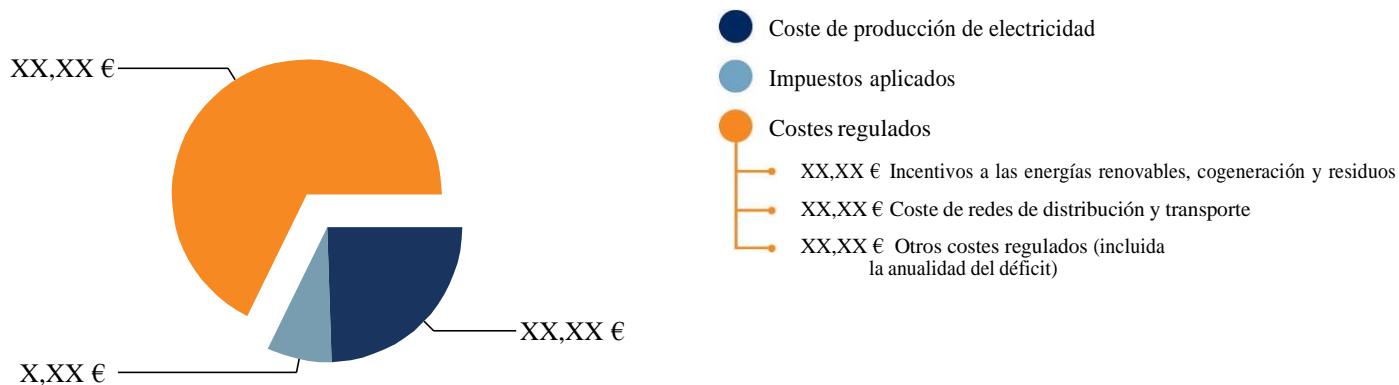 XX,XX €
XX,XX €
X,XX €
Coste de producción de electricidad
Impuestos aplicados
Costes regulados
XX,XX € Incentivos a las energías renovables, cogeneración y residuos
XX,XX € Coste de redes de distribución y transporte
XX,XX € Otros costes regulados (incluida
la anualidad del déficit)